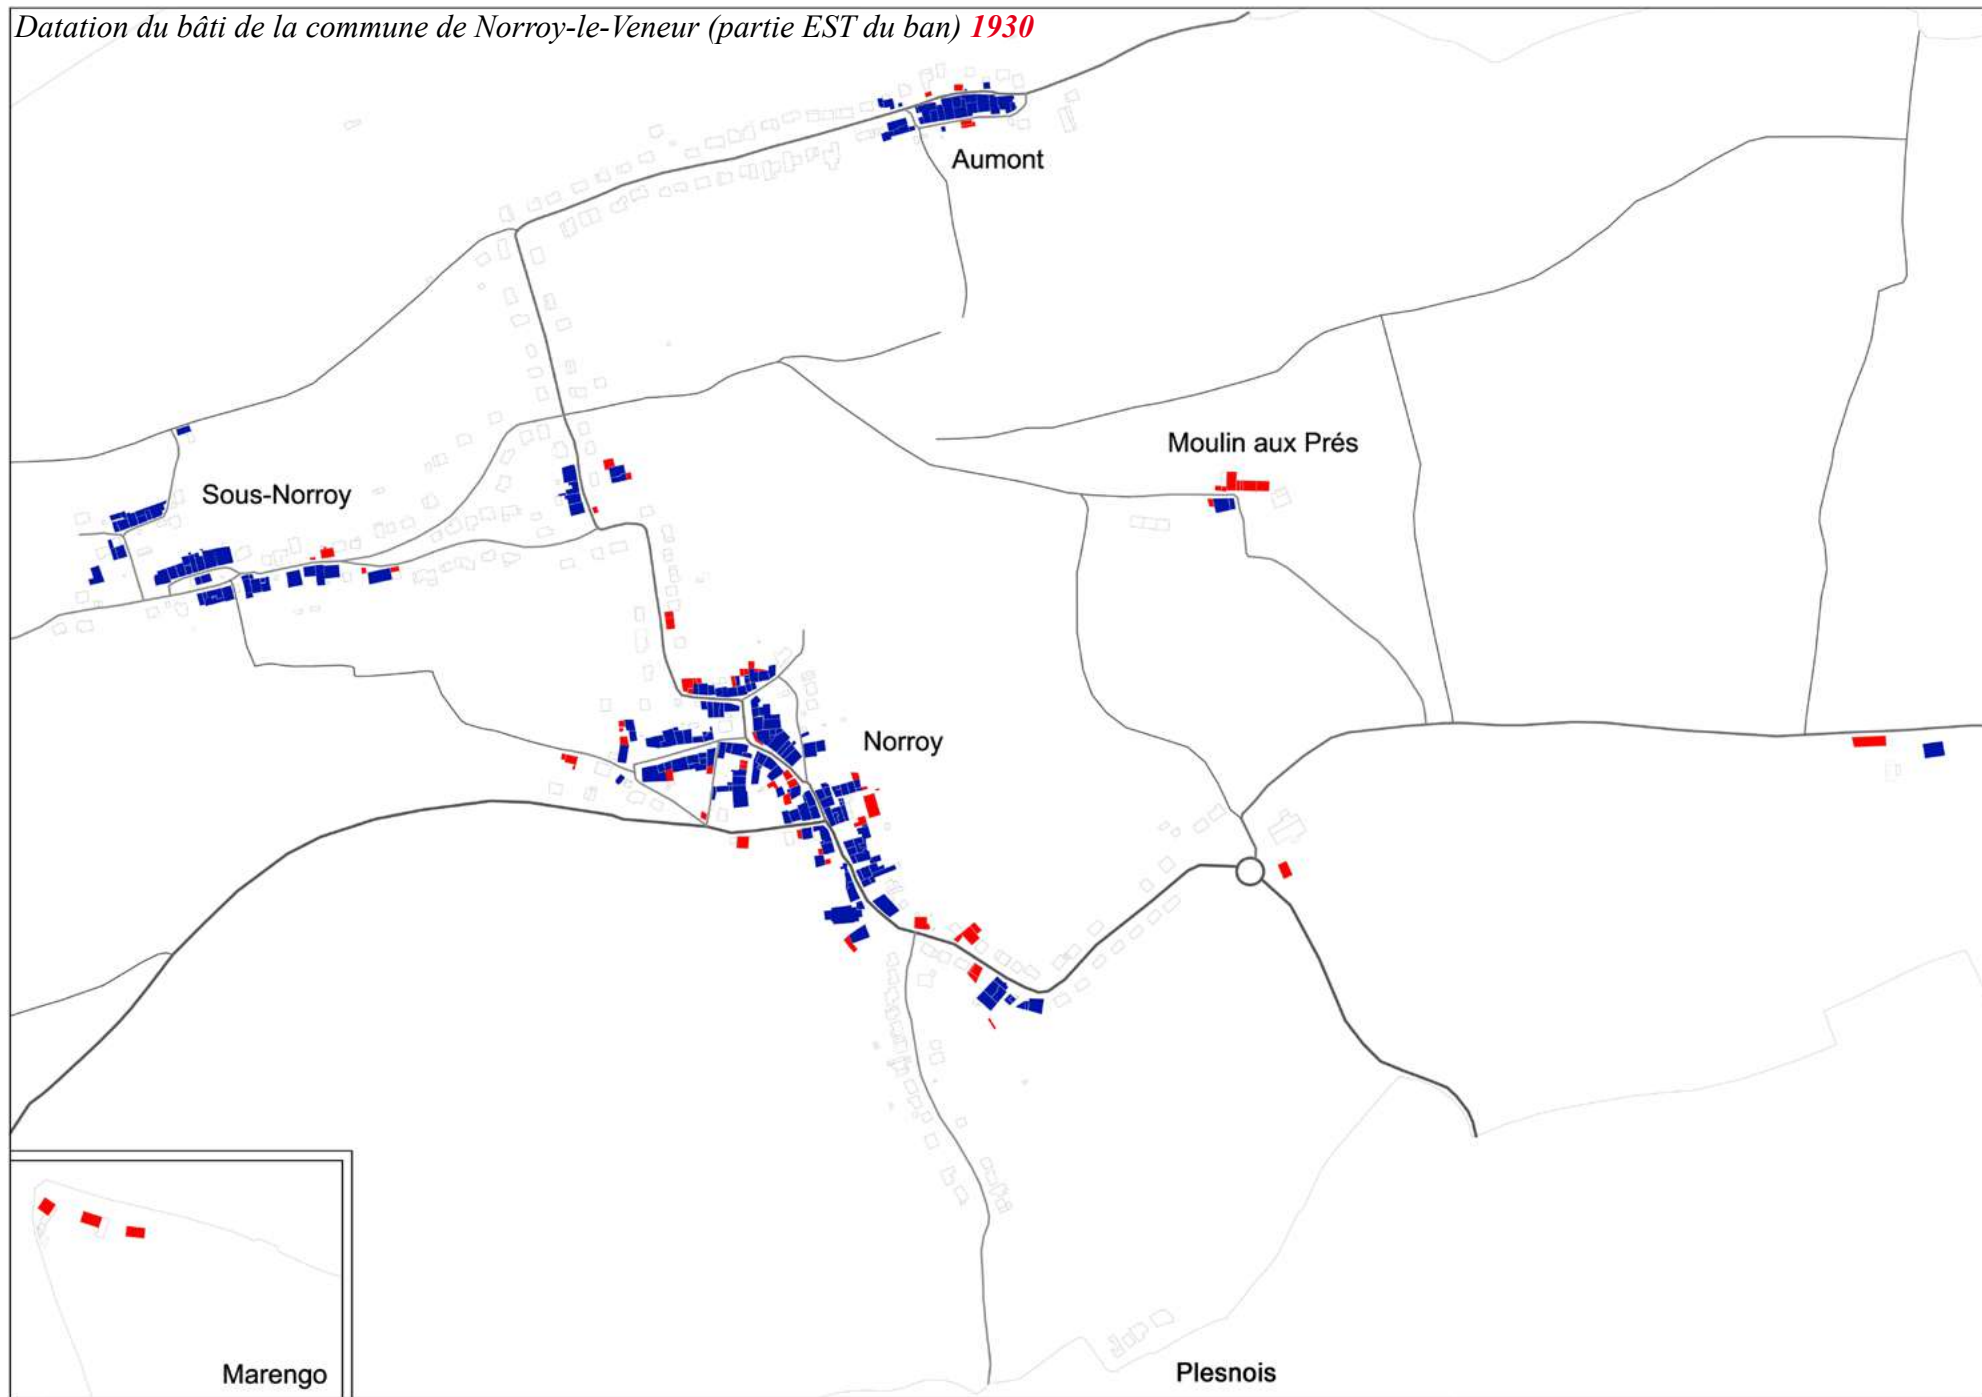 Datation du bâti de la commune de Norroy-le-Veneur (partie EST du ban) 1930
Aumont
Moulin aux Prés
Sous-Norroy
Norroy
Marengo
Plesnois